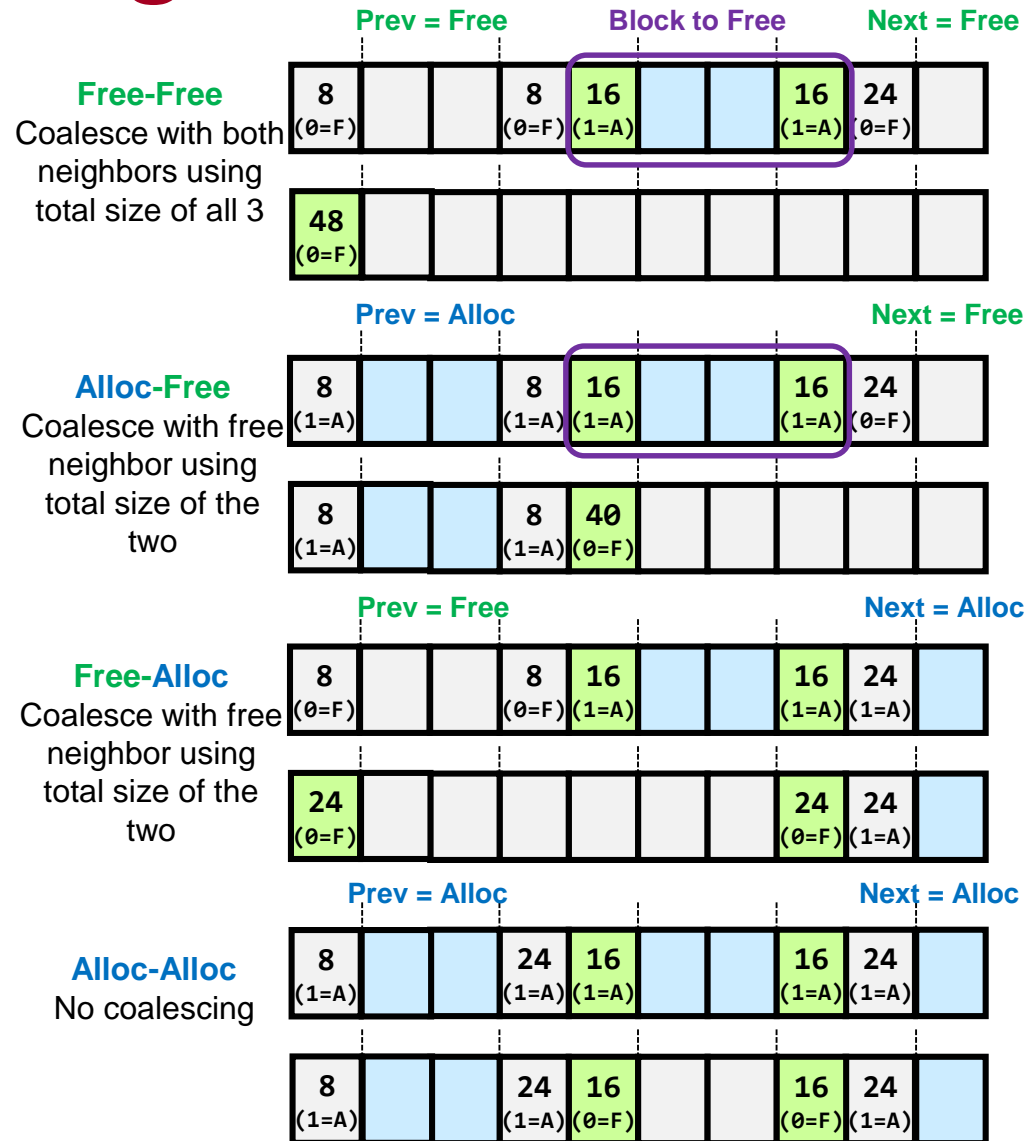 Prev = Free Block to Free Next = Free
Free-Free
Coalesce with both
neighbors using
total size of all 3
8 8 16 16 24
(0=F) (0=F) (1=A) (1=A) (0=F)
48
(0=F)
Prev = Alloc Next = Free
Alloc-Free
Coalesce with free
neighbor using
total size of the
two
8 8 16 16 24
(1=A) (1=A) (1=A) (1=A) (0=F)
8 8 40
(1=A) (1=A) (0=F)
Prev = Free Next = Alloc
Free-Alloc
Coalesce with free
neighbor using
total size of the
two
8 8 16 16 24
(0=F) (0=F) (1=A) (1=A) (1=A)
24 24 24
(0=F) (0=F) (1=A)
Prev = Alloc Next = Alloc
Alloc-Alloc
No coalescing
8 24 16 16 24
(1=A) (1=A) (1=A) (1=A) (1=A)
8 24 16 16 24
(1=A) (1=A) (0=F) (0=F) (1=A)